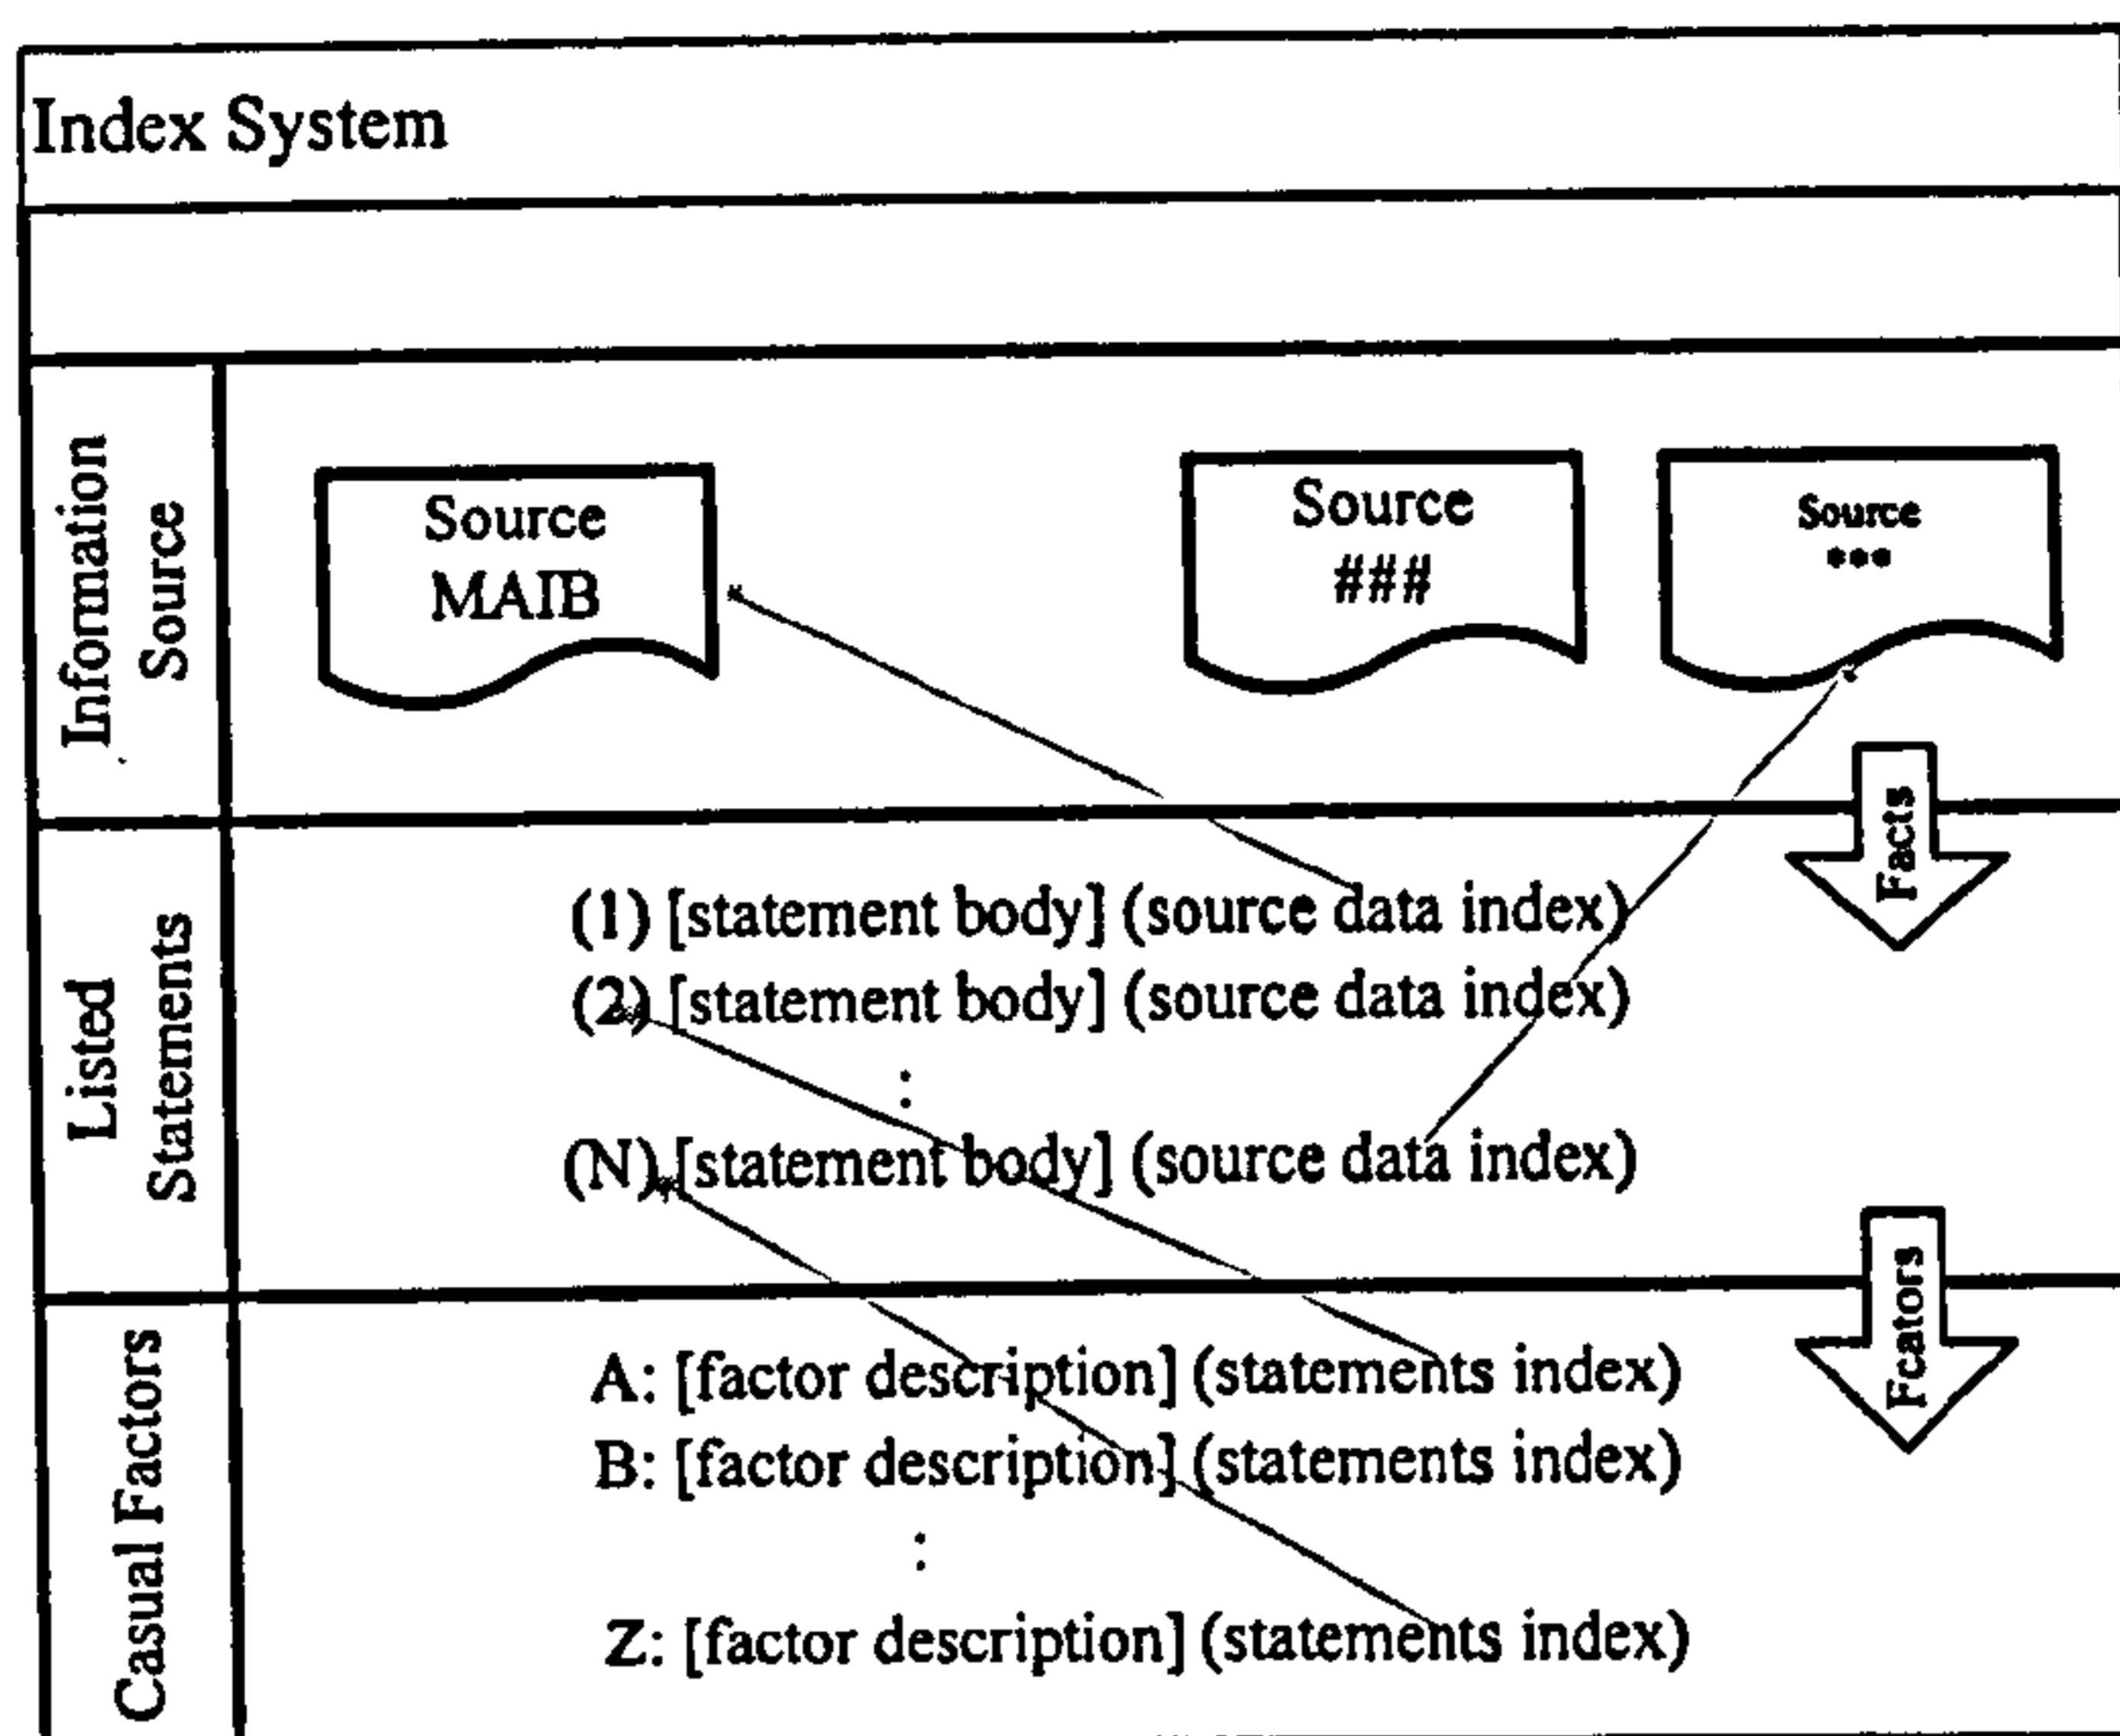 Index System
Information
Source
Source
MAIB
Source
###
Source
•••
Facts
Listed
Statements
(1) [statement body] (source data index)
(2) [statement body] (source data index)
:
(N) [statement body] (source data index)
Fcators
Casual Factors
A: [factor description] (statements index)
B: [factor description] (statements index)
:
Z: [factor description] (statements index)